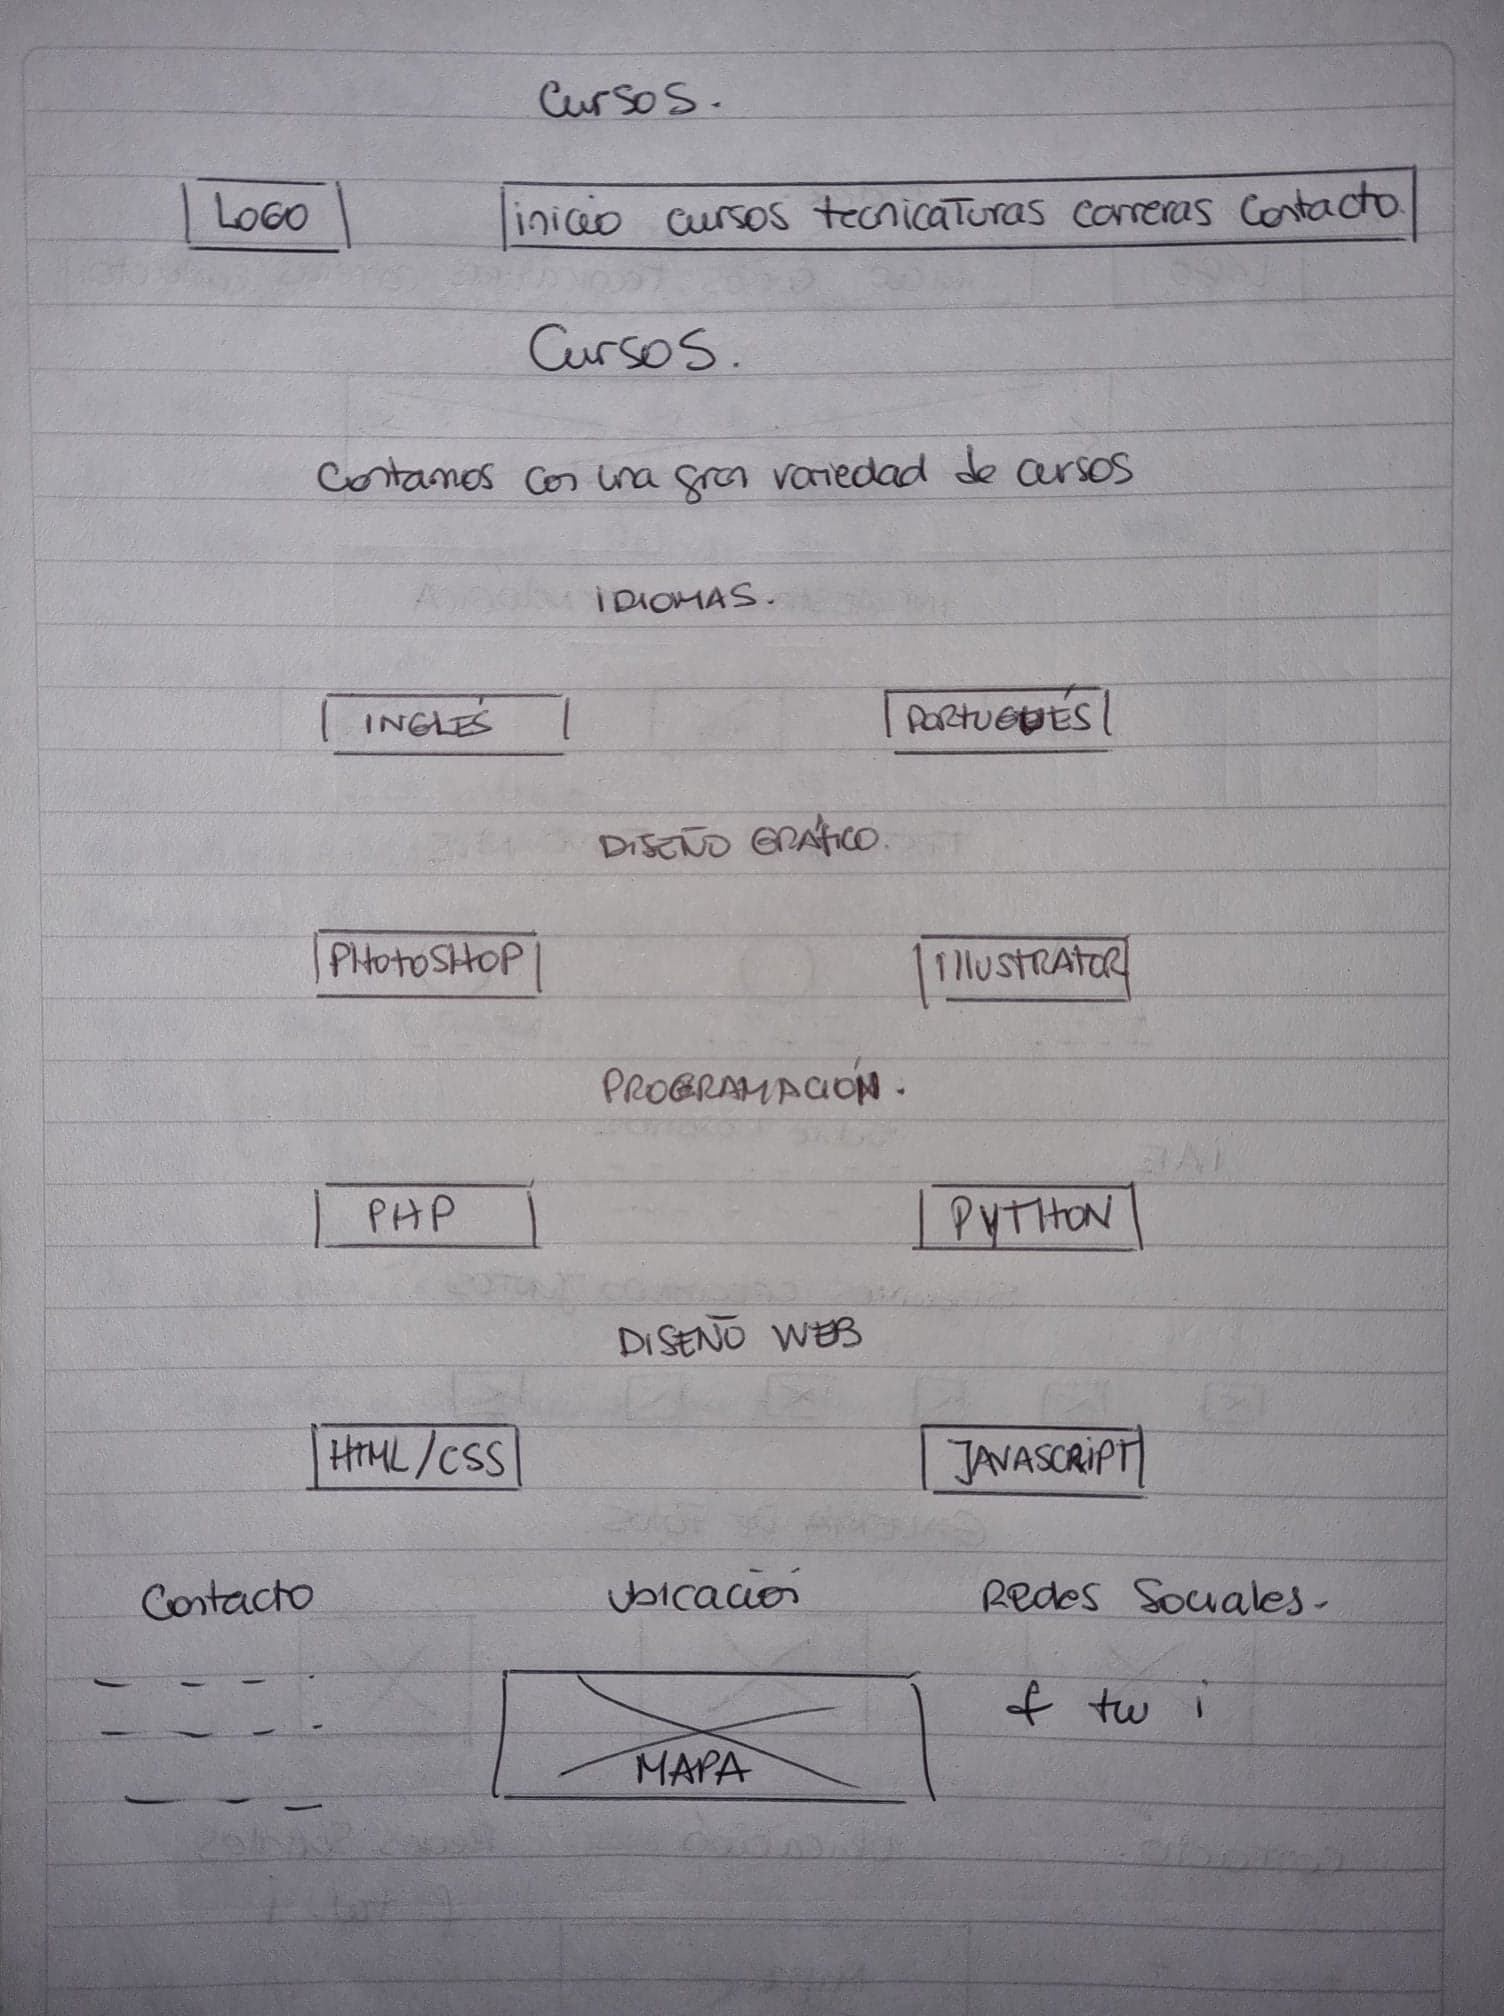 Cursos.
LOGO inicio cursos tecnicaturas carreras Contacto.
Cursos.
Contamos con una gran variedad de cursos
IDIOMAS.
INGLÉS PORTUGUÉS
DISEÑO GRÁFICO.
PHOTOSHOP ILLUSTRATOR
PROGRAMACIÓN.
PHP PYTHON
DISEÑO WEB
HTML/CSS JAVASCRIPT
Contacto Ubicación Redes Sociales.
f tw i
MAPA